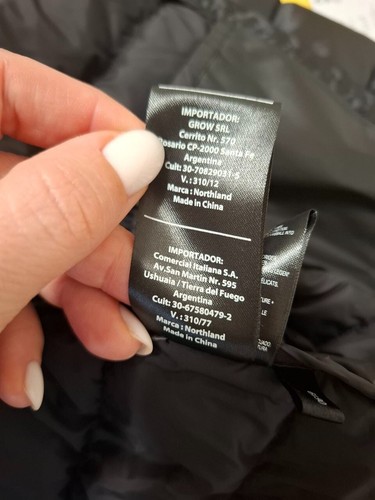 IMPORTADOR:
GROW SRL
Cerrito Nr. 570
Rosario CP-2000 Santa Fe
Argentina
Cuit: 30-70829031-5
V. : 310/12
Marca : Northland
Made in China
IMPORTADOR:
Comercial Italiana S.A.
Av.San Martin Nr. 595
Ushuaia / Tierra del Fuego
Argentina
Cuit: 30-67580479-2
V. : 310/77
Marca : Northland
Made in China